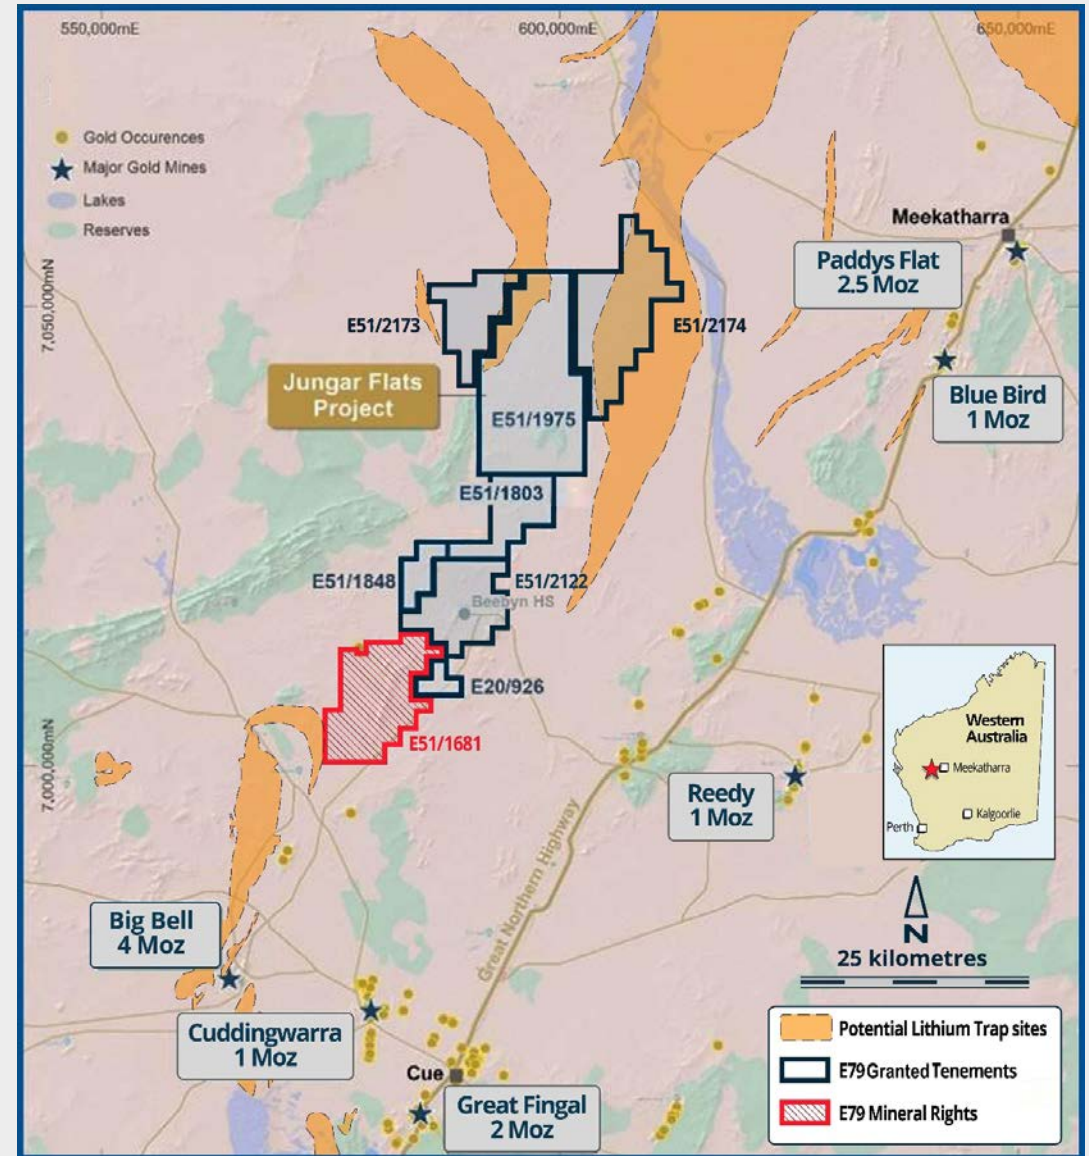 550,000mE
600,000mE
650,000mE
Gold Occurences
Major Gold Mines
Lakes
Reserves
7,050,000mN
7,000,000mN
Meekatharra
Paddys Flat
2.5 Moz
Blue Bird
1 Moz
E51/2173
E51/2174
Jungar Flats
Project
E51/1975
E51/1803
E51/1848
E51/2122
Beebyn HS
E20/926
E51/1681
Reedy
1 Moz
Great Northern Highway
Western
Australia
Meekatharra
Kalgoorlie
Perth
N
25 kilometres
Big Bell
4 Moz
Cuddingwarra
1 Moz
Cue
Great Fingal
2 Moz
Potential Lithium Trap sites
E79 Granted Tenements
E79 Mineral Rights